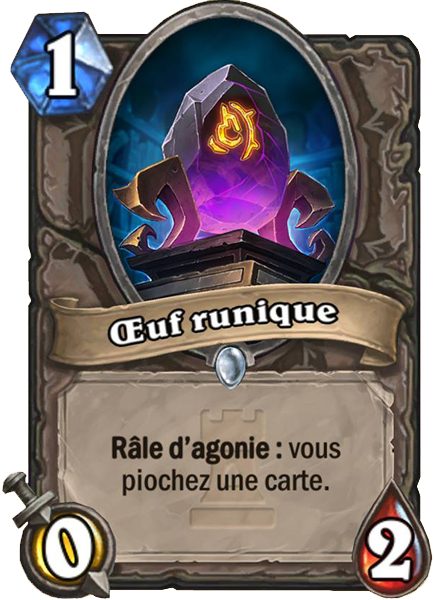 1
Œuf runique
Râle d'agonie : vous
piochez une carte.
0
2